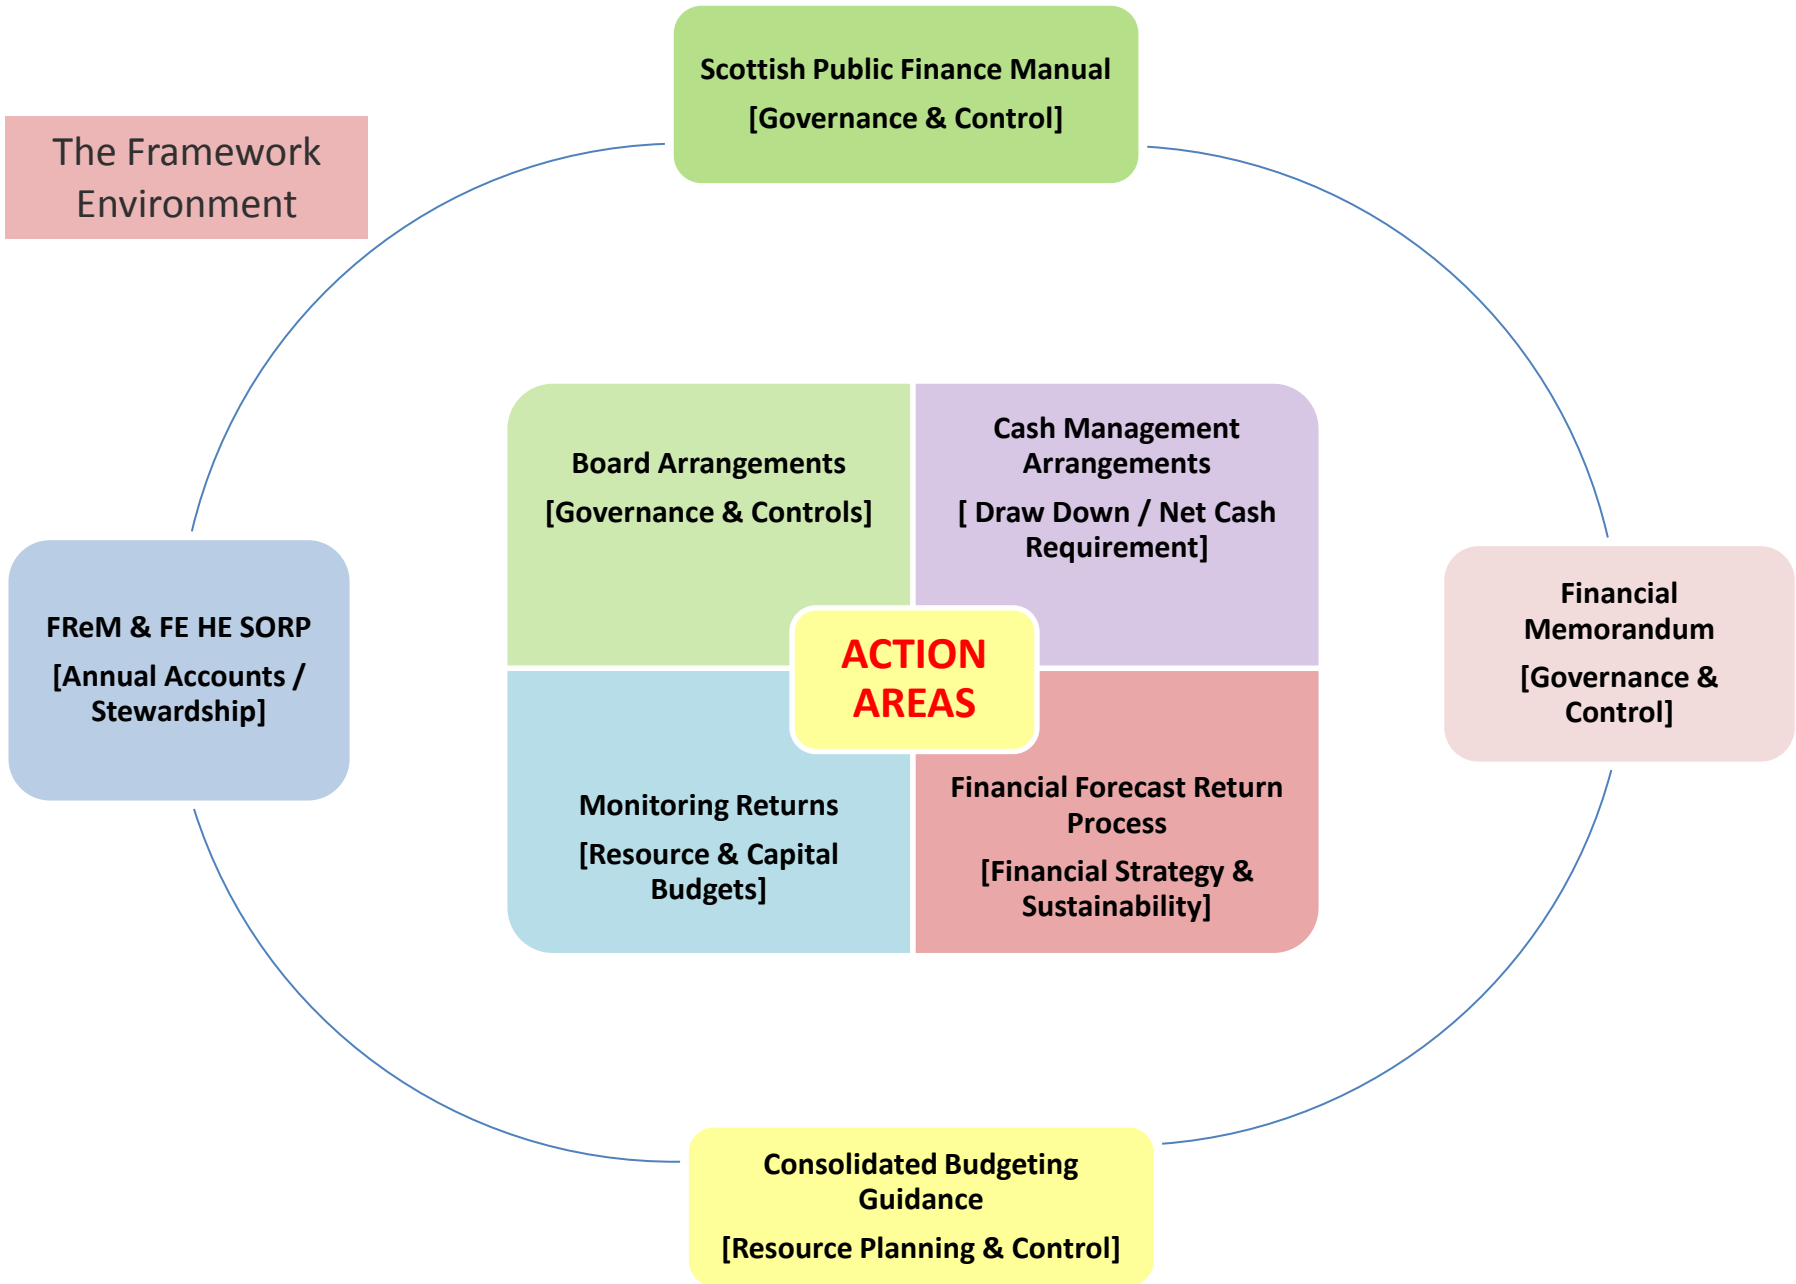 Scottish Public Finance Manual
[Governance & Control]
The Framework
Environment
Board Arrangements
[Governance & Controls]
Cash Management
Arrangements
[ Draw Down / Net Cash
Requirement]
FReM & FE HE SORP
[Annual Accounts /
Stewardship]
ACTION
AREAS
Financial
Memorandum
[Governance &
Control]
Monitoring Returns
[Resource & Capital
Budgets]
Financial Forecast Return
Process
[Financial Strategy &
Sustainability]
Consolidated Budgeting
Guidance
[Resource Planning & Control]